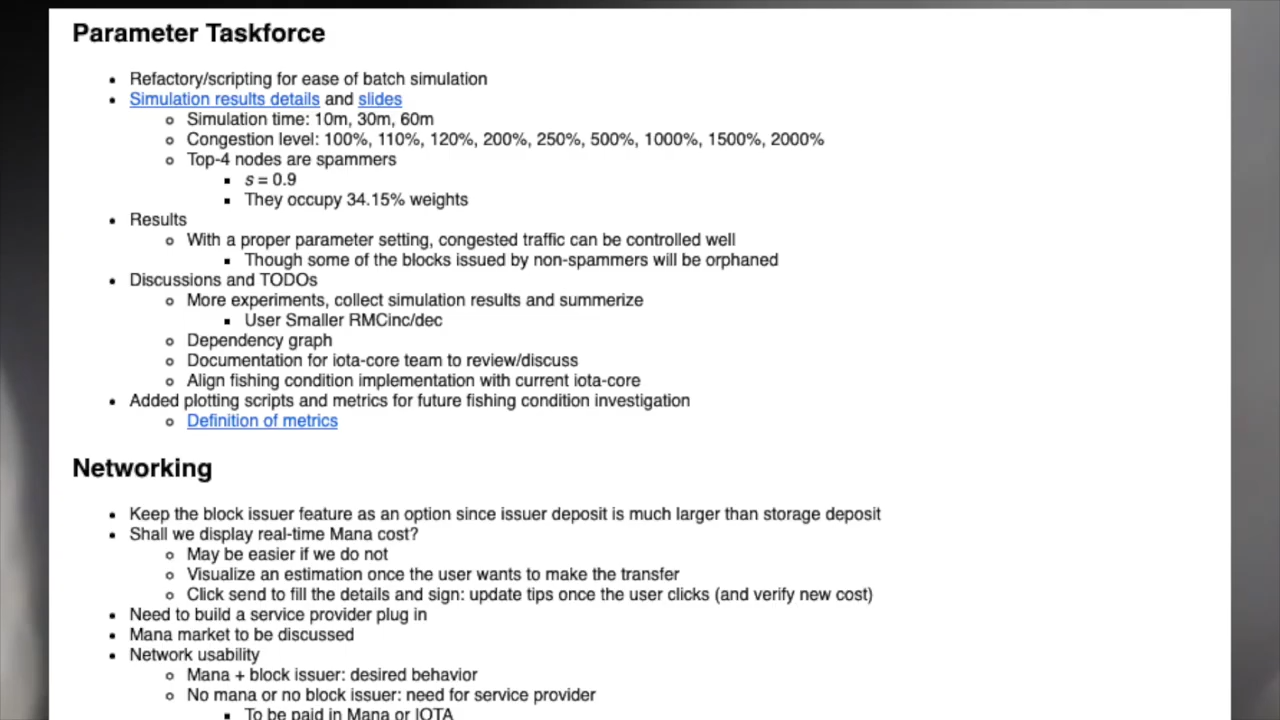 Parameter Taskforce
Refactory/scripting for ease of batch simulation
Simulation results details and slides
Simulation time: 10m, 30m, 60m
Congestion level: 100%, 110%, 120%, 200%, 250%, 500%, 1000%, 1500%, 2000%
Top-4 nodes are spammers
s = 0.9
They occupy 34.15% weights
Results
With a proper parameter setting, congested traffic can be controlled well
Though some of the blocks issued by non-spammers will be orphaned
Discussions and TODOs
More experiments, collect simulation results and summerize
User Smaller RMCinc/dec
Dependency graph
Documentation for iota-core team to review/discuss
Align fishing condition implementation with current iota-core
Added plotting scripts and metrics for future fishing condition investigation
Definition of metrics
Networking
Keep the block issuer feature as an option since issuer deposit is much larger than storage deposit
Shall we display real-time Mana cost?
May be easier if we do not
Visualize an estimation once the user wants to make the transfer
Click send to fill the details and sign: update tips once the user clicks (and verify new cost)
Need to build a service provider plug in
Mana market to be discussed
Network usability
Mana + block issuer: desired behavior
No mana or no block issuer: need for service provider
To be paid in Mana or IOTA